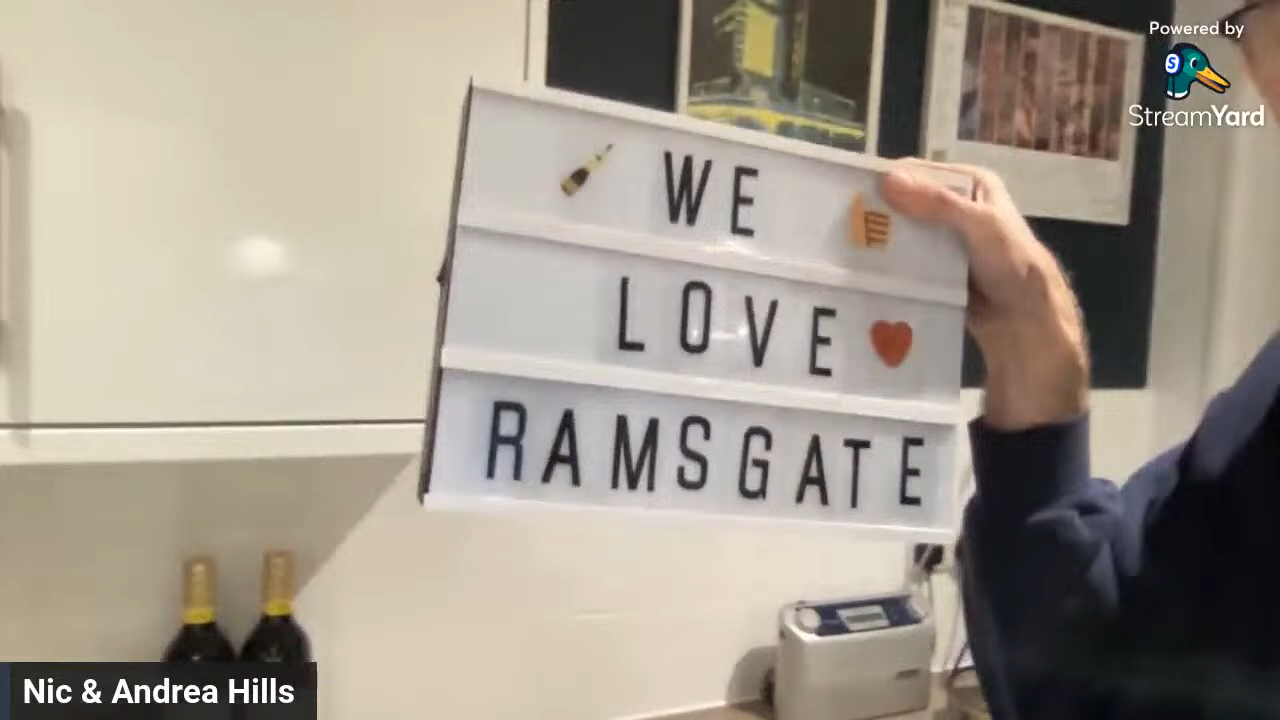 Powered by
StreamYard
WE
LOVE
RAMSGATE
Nic & Andrea Hills